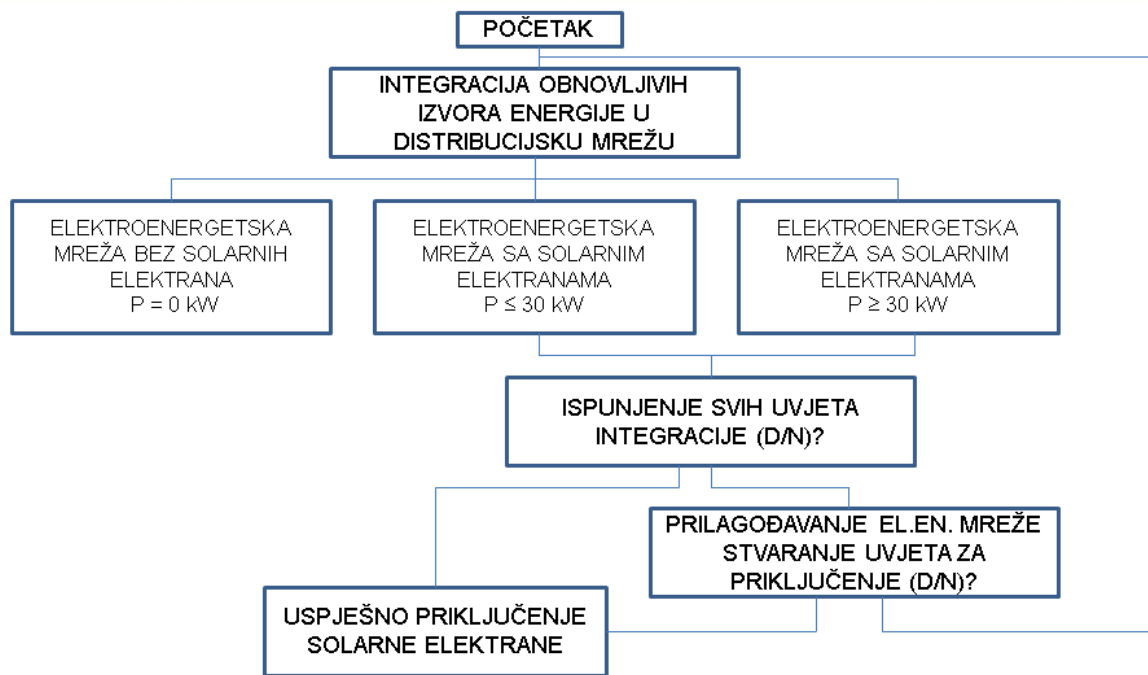 POČETAK
INTEGRACIJA OBNOVLJIVIH
IZVORA ENERGIJE U
DISTRIBUCIJSKU MREŽU
ELEKTROENERGETSKA
MREŽA BEZ SOLARNIH
ELEKTRANA
P = 0 kW
ELEKTROENERGETSKA
MREŽA SA SOLARNIM
ELEKTRANAMA
P ≤ 30 kW
ELEKTROENERGETSKA
MREŽA SA SOLARNIM
ELEKTRANAMA
P ≥ 30 kW
ISPUNJENJE SVIH UVJETA
INTEGRACIJE (D/N)?
PRILAGOĐAVANJE EL.EN. MREŽE
STVARANJE UVJETA ZA
PRIKLJUČENJE (D/N)?
USPJEŠNO PRIKLJUČENJE
SOLARNE ELEKTRANE